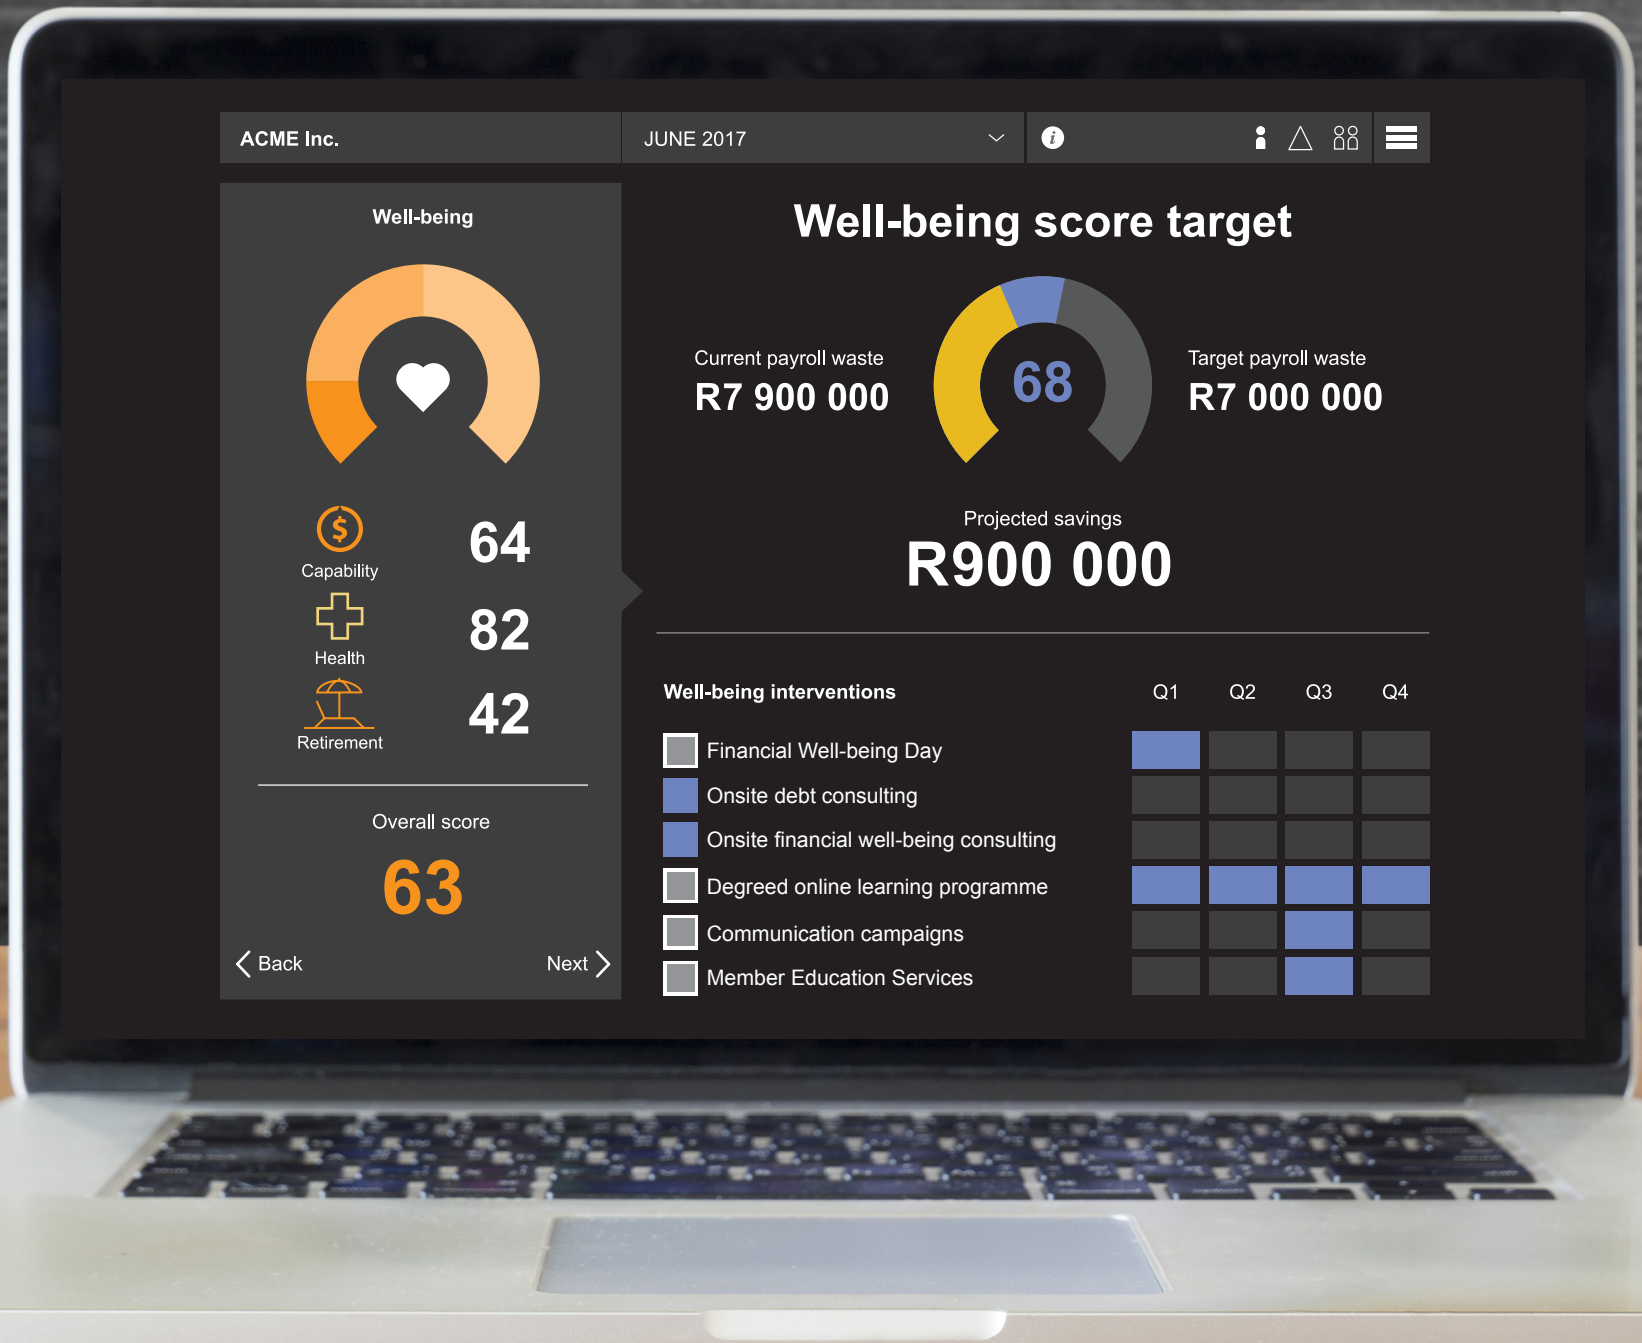 ACME Inc.
JUNE 2017
i
Well-being
$
Capability
64
Health
82
Retirement
42
Overall score
63
Back
Next
Well-being score target
Current payroll waste
R7 900 000
68
Target payroll waste
R7 000 000
Projected savings
R900 000
Well-being interventions Q1 Q2 Q3 Q4
Financial Well-being Day
Onsite debt consulting
Onsite financial well-being consulting
Degreed online learning programme
Communication campaigns
Member Education Services